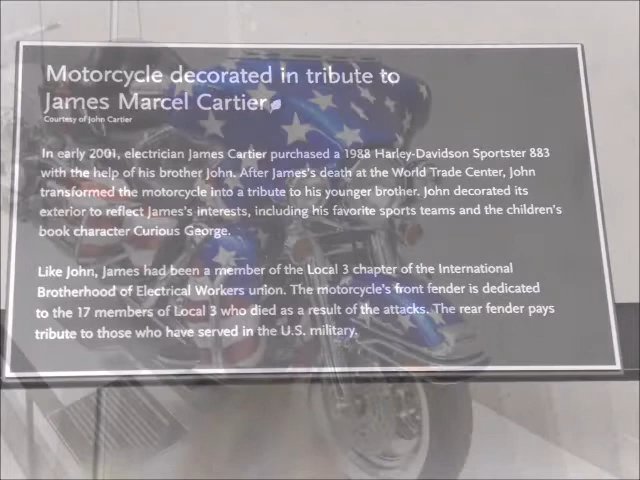 Motorcycle decorated in tribute to
James Marcel Cartier
Courtesy of John Cartier
In early 2001, electrician James Cartier purchased a 1988 Harley-Davidson Sportster 883
with the help of his brother John. After James's death at the World Trade Center, John
transformed the motorcycle into a tribute to his younger brother. John decorated its
exterior to reflect James's interests, including his favorite sports teams and the children's
book character Curious George.
Like John, James had been a member of the Local 3 chapter of the International
Brotherhood of Electrical Workers union. The motorcycle's front fender is dedicated
to the 17 members of Local 3 who died as a result of the attacks. The rear fender pays
tribute to those who have served in the U.S. military.